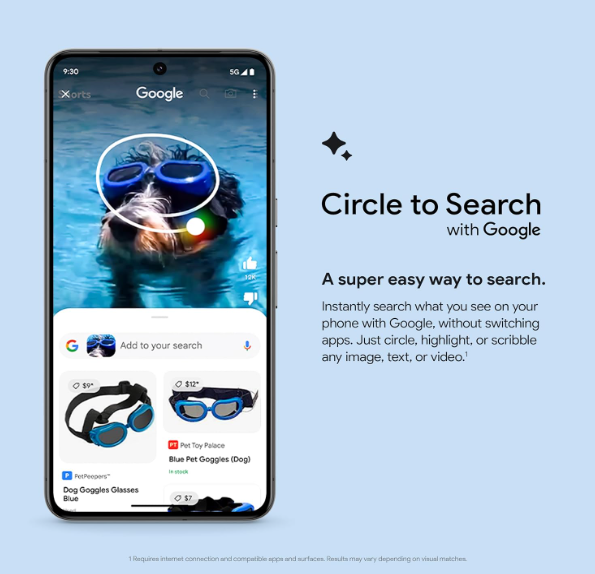 9:30
5G
Shorts
Google
12K
Add to your search
$9*
$12*
PT Pet Toy Palace
Blue Pet Goggles (Dog)
In stock
P PetPeepers™
Dog Goggles Glasses
Blue
$7
Circle to Search
with Google
A super easy way to search.
Instantly search what you see on your
phone with Google, without switching
apps. Just circle, highlight, or scribble
any image, text, or video.¹
1 Requires internet connection and compatible apps and surfaces. Results may vary depending on visual matches.